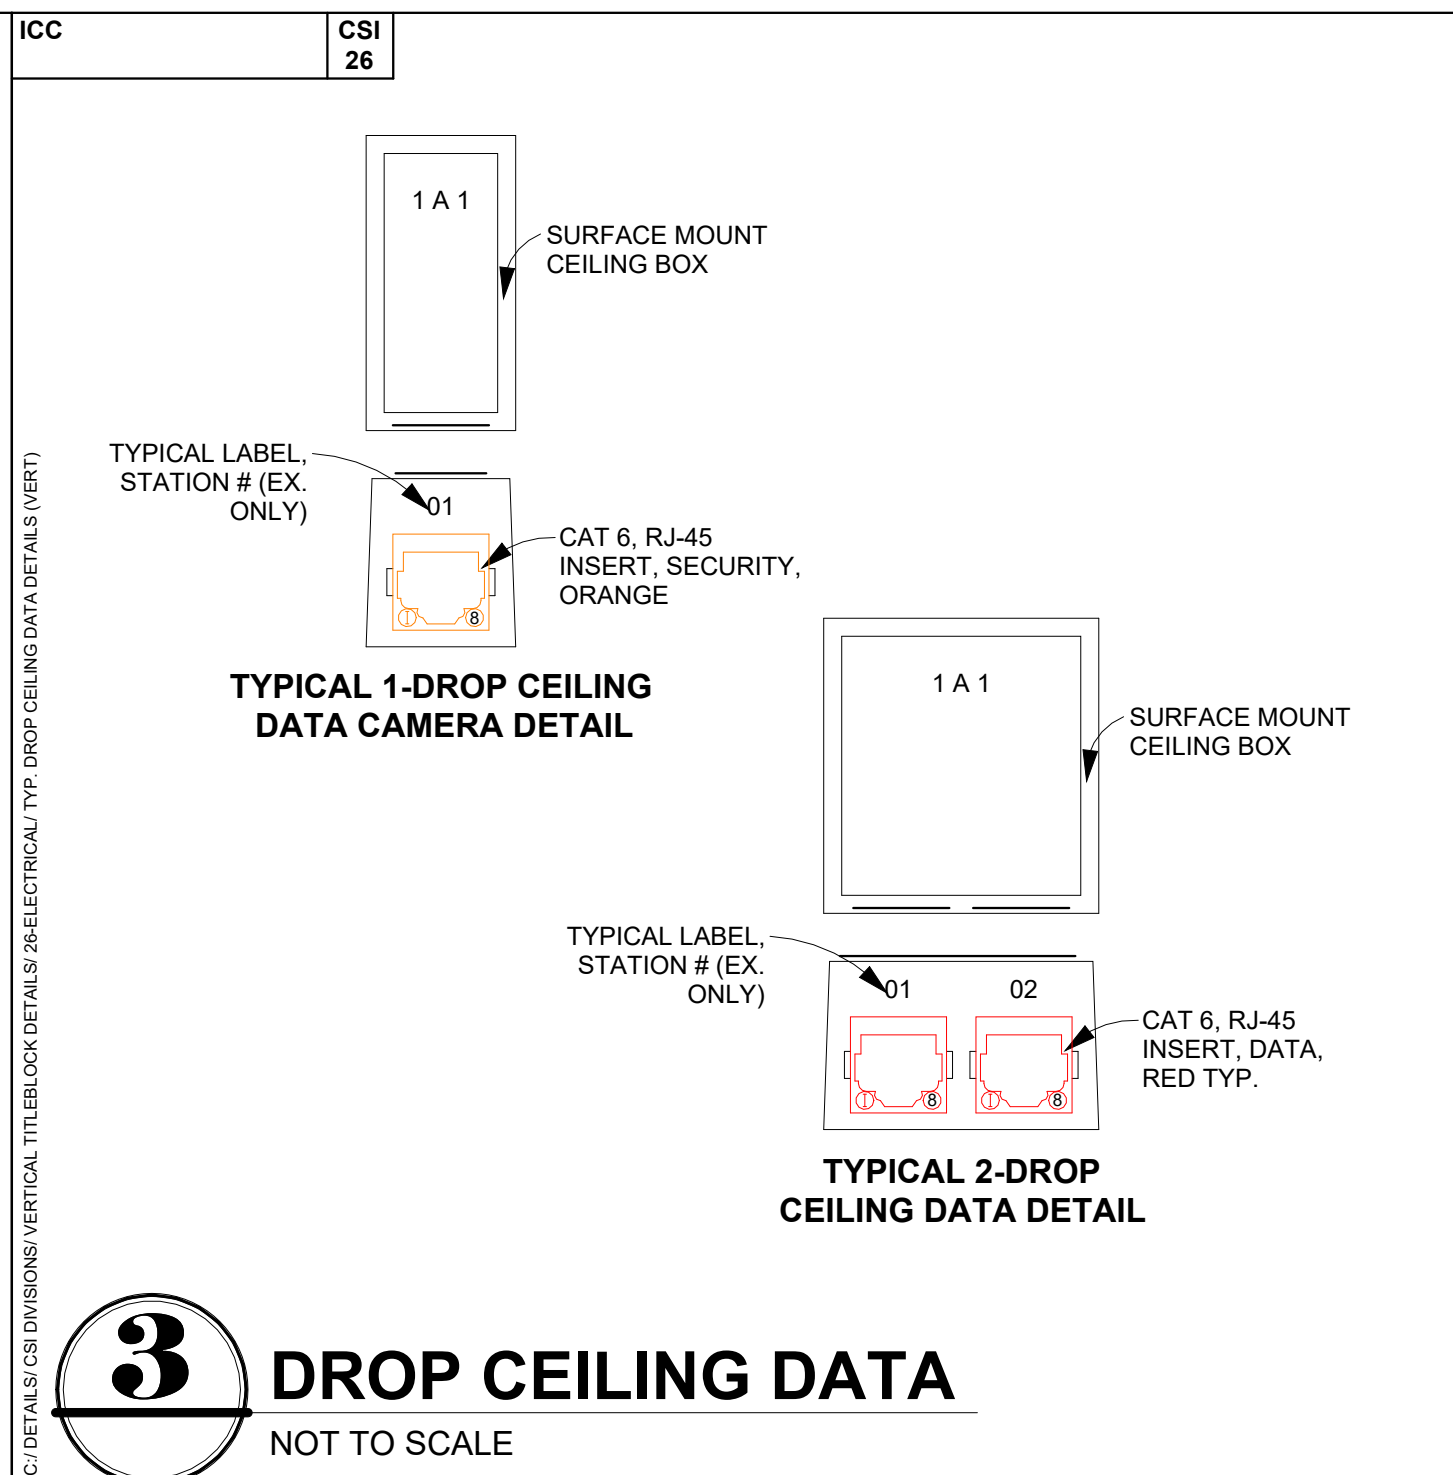 ICC
CSI
26
1 A 1
SURFACE MOUNT
CEILING BOX
TYPICAL LABEL,
STATION # (EX.
ONLY)
01
CAT 6, RJ-45
INSERT, SECURITY,
ORANGE
1
8
TYPICAL 1-DROP CEILING
DATA CAMERA DETAIL
1 A 1
SURFACE MOUNT
CEILING BOX
TYPICAL LABEL,
STATION # (EX.
ONLY)
01
02
CAT 6, RJ-45
INSERT, DATA,
RED TYP.
1
8
1
8
TYPICAL 2-DROP
CEILING DATA DETAIL
3
DROP CEILING DATA
NOT TO SCALE
C:/ DETAILS/ CSI DIVISIONS/ VERTICAL TITLEBLOCK DETAILS/ 26-ELECTRICAL/ TYP. DROP CEILING DATA DETAILS (VERT)